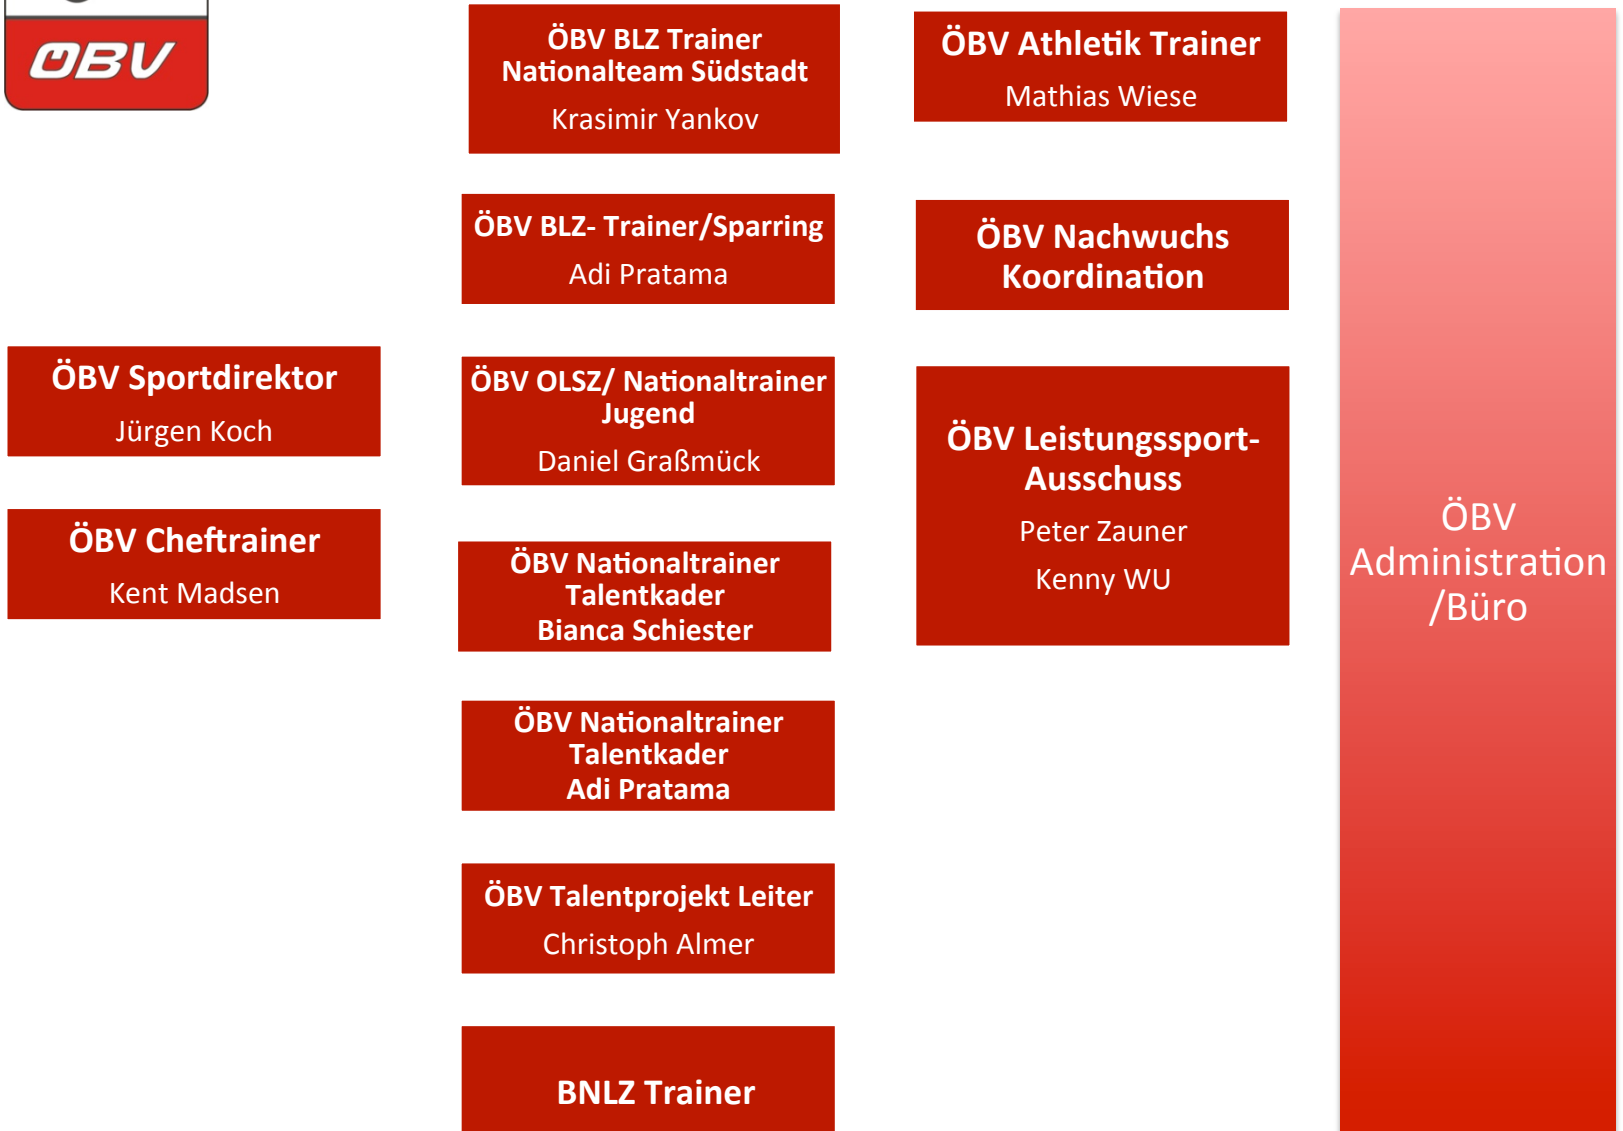 ÖBV
ÖBV Sportdirektor
Jürgen Koch
ÖBV Cheftrainer
Kent Madsen
ÖBV BLZ Trainer
Nationalteam Südstadt
Krasimir Yankov
ÖBV BLZ- Trainer/Sparring
Adi Pratama
ÖBV OLSZ/ Nationaltrainer
Jugend
Daniel Graßmück
ÖBV Nationaltrainer
Talentkader
Bianca Schiester
ÖBV Nationaltrainer
Talentkader
Adi Pratama
ÖBV Talentprojekt Leiter
Christoph Almer
BNLZ Trainer
ÖBV Athletik Trainer
Mathias Wiese
ÖBV Nachwuchs
Koordination
ÖBV Leistungssport-
Ausschuss
Peter Zauner
Kenny WU
ÖBV
Administration
/Büro